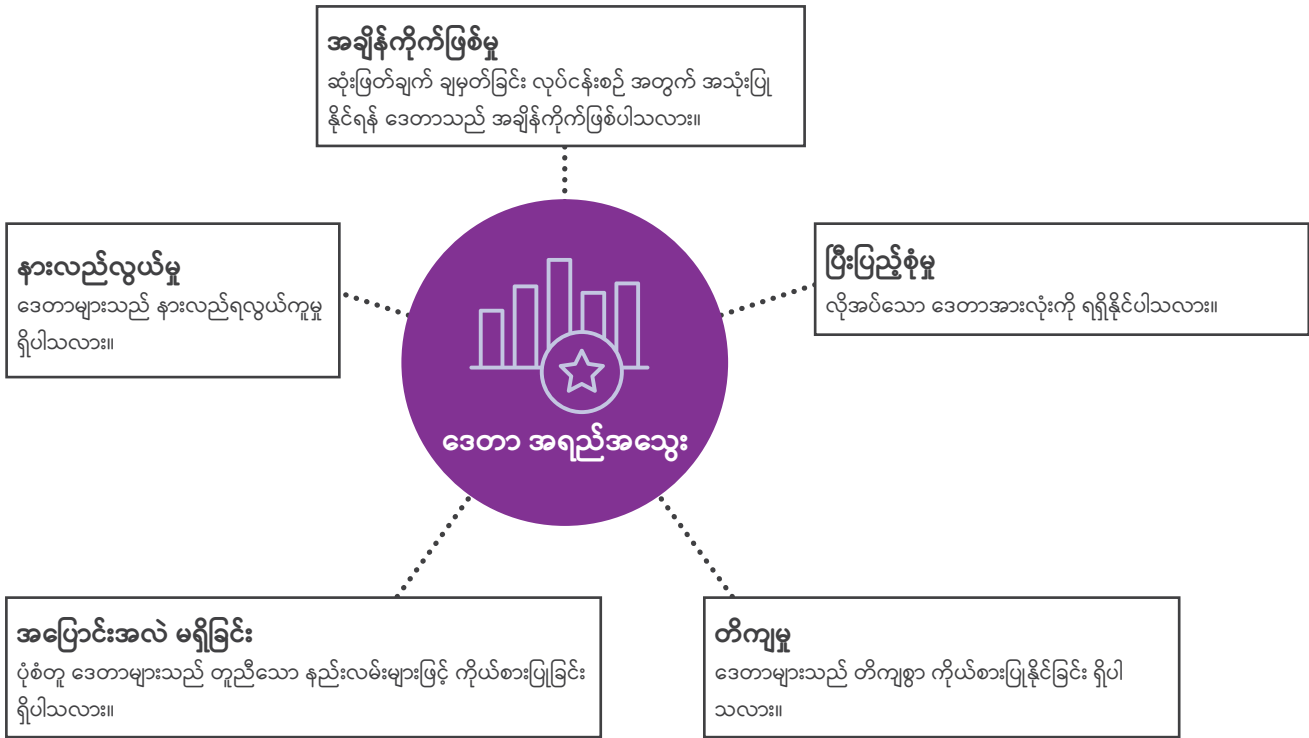 အချိန်ကိုက်ဖြစ်မှု
ဆုံးဖြတ်ချက် ချမှတ်ခြင်း လုပ်ငန်းစဉ် အတွက် အသုံးပြု
နိုင်ရန် ဒေတာသည် အချိန်ကိုက်ဖြစ်ပါသလား။
နားလည်လွယ်မှု
ဒေတာများသည် နားလည်ရလွယ်ကူမှု
ရှိပါသလား။
ပြီးပြည့်စုံမှု
လိုအပ်သော ဒေတာအားလုံးကို ရရှိနိုင်ပါသလား။
ဒေတာ အရည်အသွေး
အပြောင်းအလဲ မရှိခြင်း
ပုံစံတူ ဒေတာများသည် တူညီသော နည်းလမ်းများဖြင့် ကိုယ်စားပြုခြင်း
ရှိပါသလား။
တိကျမှု
ဒေတာများသည် တိကျစွာ ကိုယ်စားပြုနိုင်ခြင်း ရှိပါ
သလား။